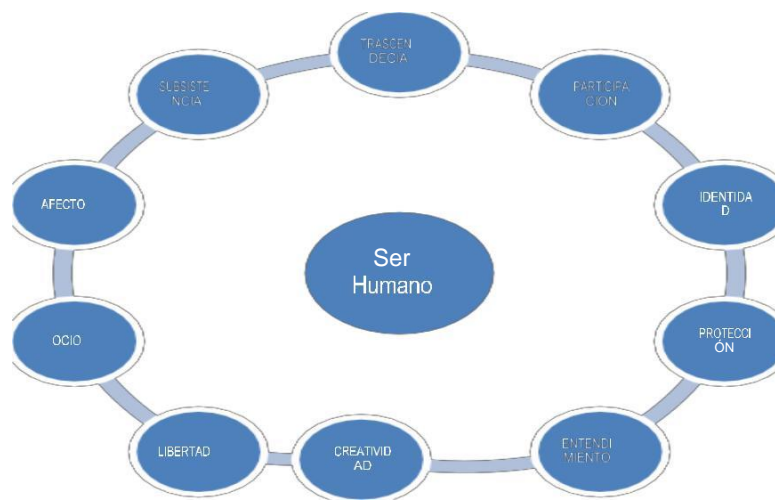 TRASCEN
DECIA
SUBSISTE
NCIA
PARTICIPA
CION
AFECTO
IDENTIDA
D
Ser
Humano
OCIO
PROTECCI
ÓN
LIBERTAD
CREATIVID
AD
ENTENDI
MIENTO